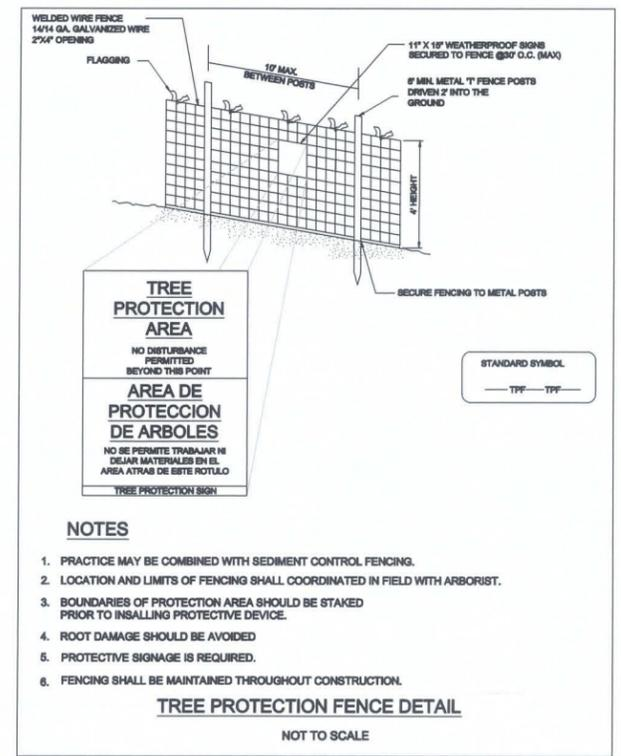 WELDED WIRE FENCE
14/14 GA. GALVANIZED WIRE
2"X4" OPENING
FLAGGING
10' MAX.
BETWEEN POSTS
11" X 15" WEATHERPROOF SIGNS
SECURED TO FENCE @30' O.C. (MAX)
6' MIN. METAL 'T' FENCE POSTS
DRIVEN 2' INTO THE
GROUND
4' HEIGHT
SECURE FENCING TO METAL POSTS
TREE
PROTECTION
AREA
NO DISTURBANCE
PERMITTED
BEYOND THIS POINT
AREA DE
PROTECCION
DE ARBOLES
NO SE PERMITE TRABAJAR NI
DEJAR MATERIALES EN EL
AREA ATRAS DE ESTE ROTULO
TREE PROTECTION SIGN
STANDARD SYMBOL
TPF TPF
NOTES
1. PRACTICE MAY BE COMBINED WITH SEDIMENT CONTROL FENCING.
2. LOCATION AND LIMITS OF FENCING SHALL COORDINATED IN FIELD WITH ARBORIST.
3. BOUNDARIES OF PROTECTION AREA SHOULD BE STAKED
PRIOR TO INSALLING PROTECTIVE DEVICE.
4. ROOT DAMAGE SHOULD BE AVOIDED
5. PROTECTIVE SIGNAGE IS REQUIRED.
6. FENCING SHALL BE MAINTAINED THROUGHOUT CONSTRUCTION.
TREE PROTECTION FENCE DETAIL
NOT TO SCALE